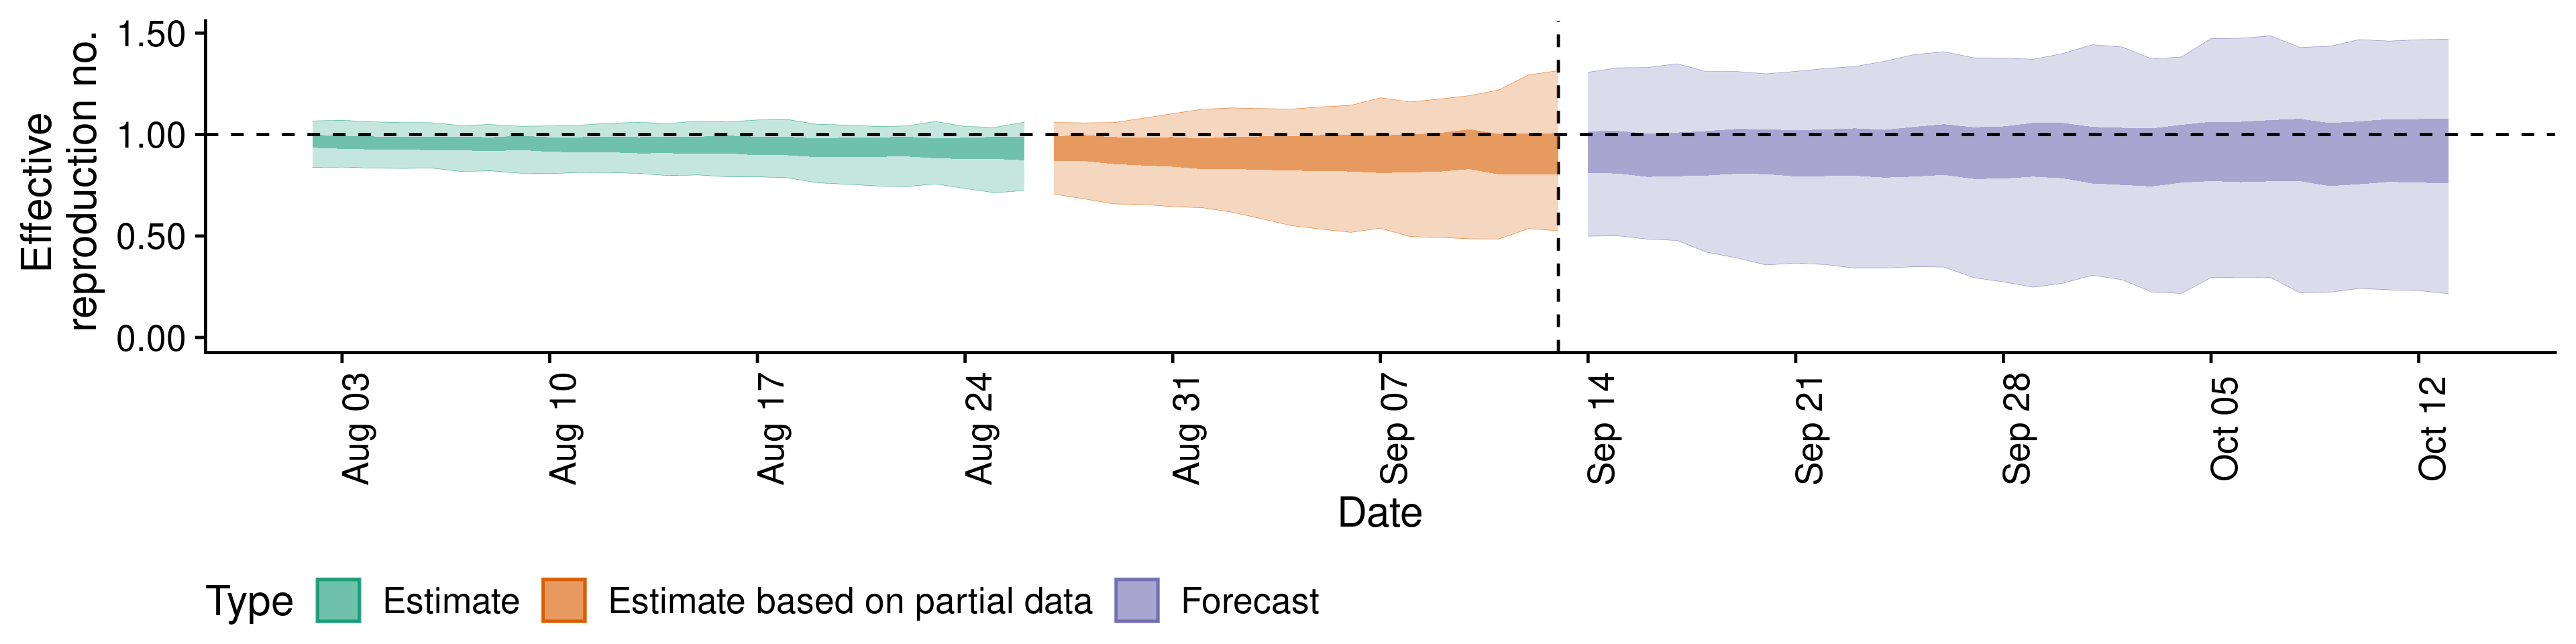 Effective
reproduction no.
1.50
1.00
0.50
0.00
Aug 03
Aug 10
Aug 17
Aug 24
Aug 31
Sep 07
Sep 14
Sep 21
Sep 28
Oct 05
Oct 12
Date
Type Estimate Estimate based on partial data Forecast